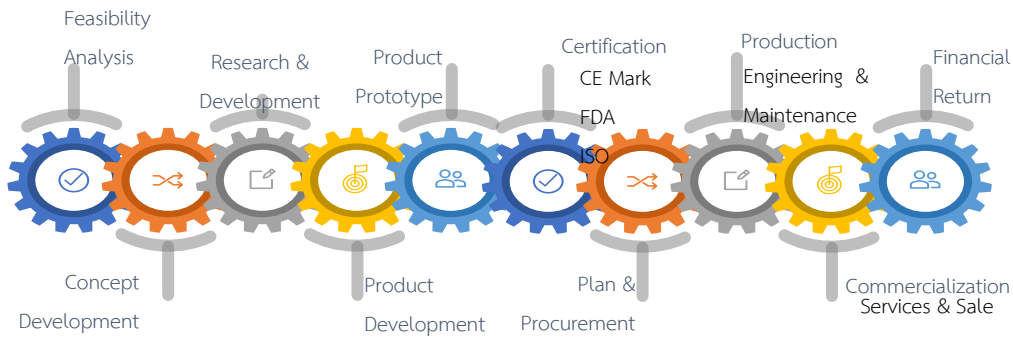 Feasibility
Analysis
Concept
Development
Research &
Development
Product
Development
Product
Prototype
Certification
CE Mark
FDA
ISO
Plan &
Procurement
Production
Engineering &
Maintenance
Commercialization
Services & Sale
Financial
Return